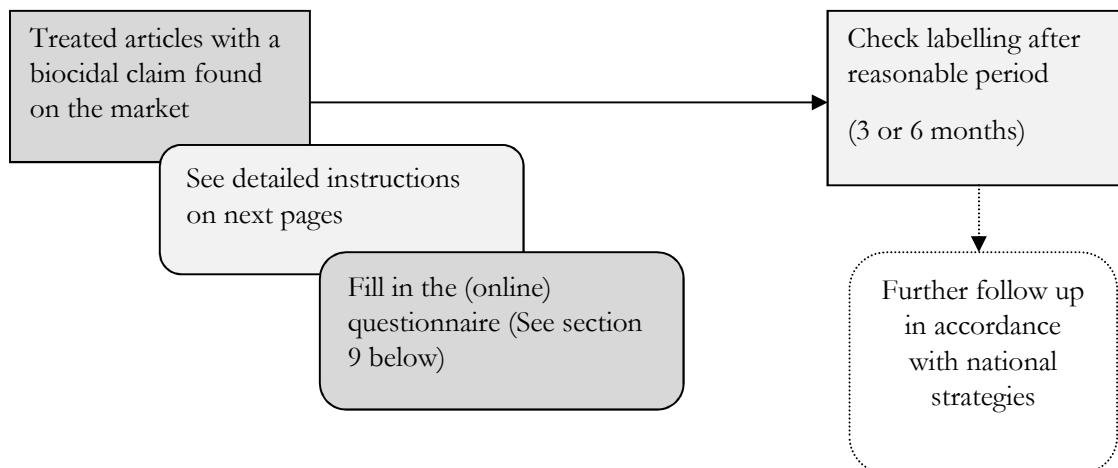 Treated articles with a
biocidal claim found
on the market
See detailed instructions
on next pages
Fill in the (online)
questionnaire (See section
9 below)
Check labelling after
reasonable period
(3 or 6 months)
Further follow up
in accordance
with national
strategies